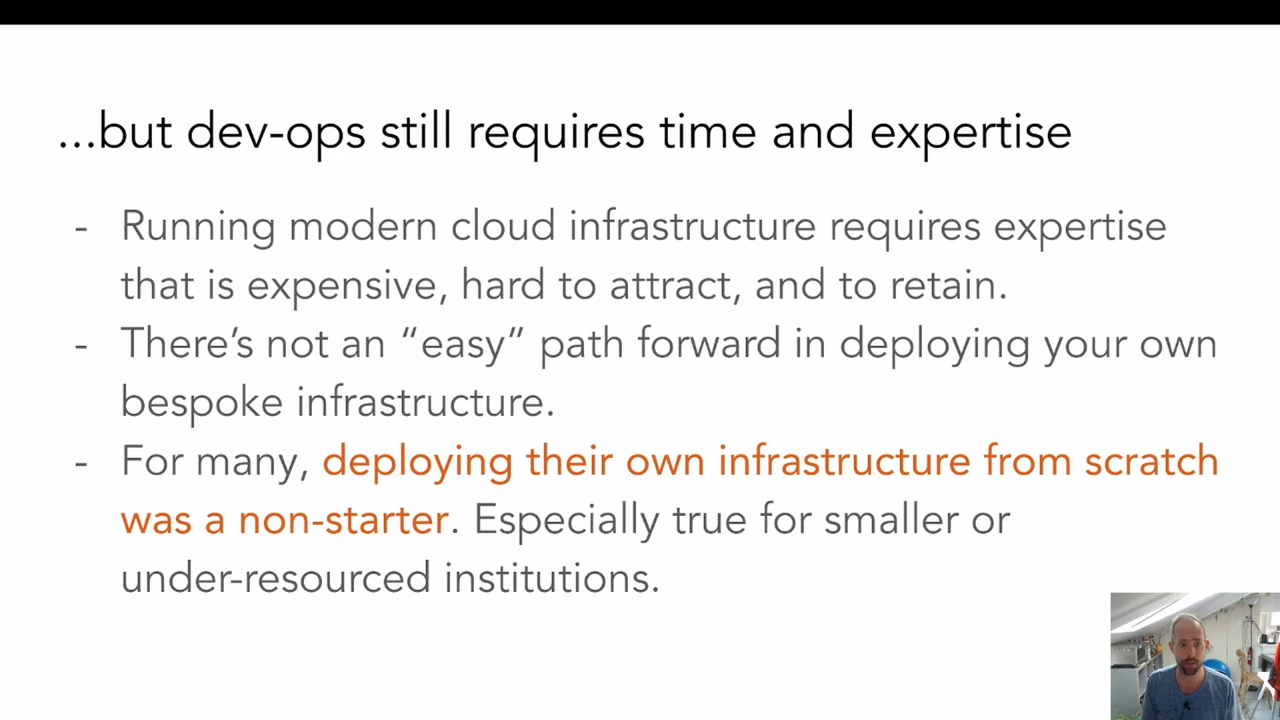 ...but dev-ops still requires time and expertise
- Running modern cloud infrastructure requires expertise
that is expensive, hard to attract, and to retain.
- There’s not an “easy” path forward in deploying your own
bespoke infrastructure.
- For many, deploying their own infrastructure from scratch
was a non-starter. Especially true for smaller or
under-resourced institutions.